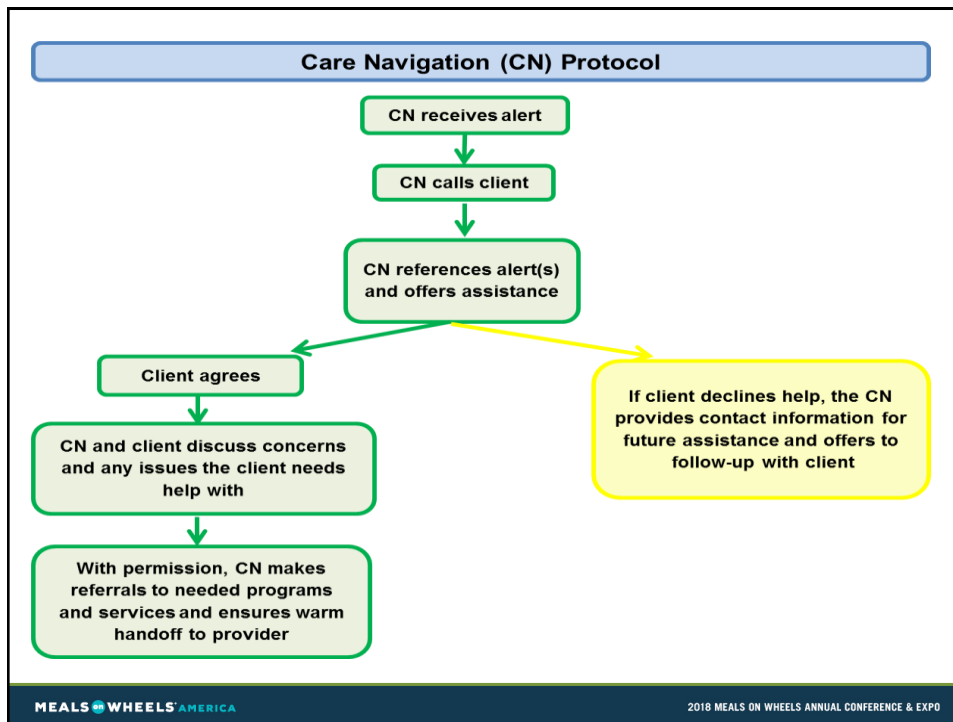 Care Navigation (CN) Protocol
CN receives alert
CN calls client
CN references alert(s)
and offers assistance
Client agrees
CN and client discuss concerns
and any issues the client needs
help with
With permission, CN makes
referrals to needed programs
and services and ensures warm
handoff to provider
If client declines help, the CN
provides contact information for
future assistance and offers to
follow-up with client
MEALS on WHEELS AMERICA
2018 MEALS ON WHEELS ANNUAL CONFERENCE & EXPO